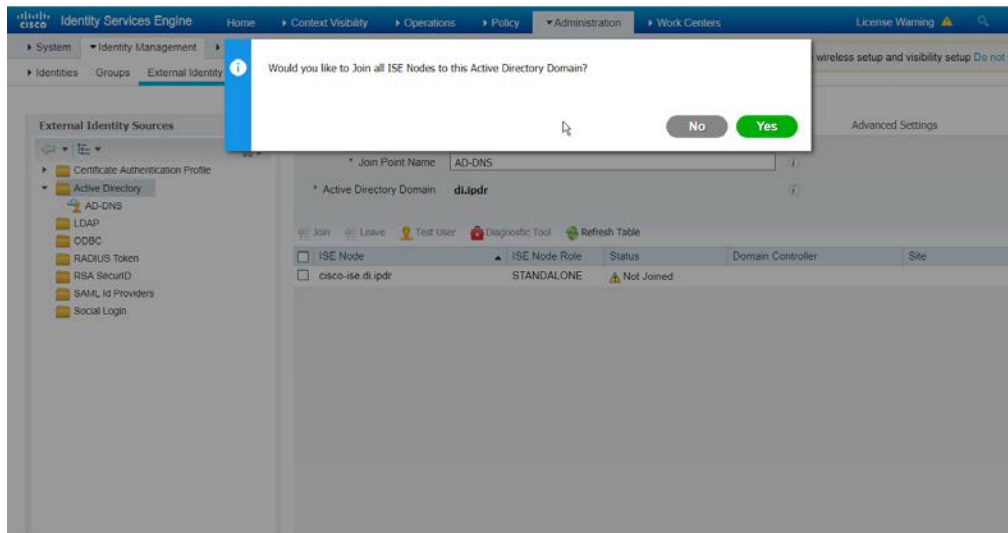 CISCO Identity Services Engine Home Context Visibility Operations Policy Administration Work Centers License Warning
System Identity Management
wireless setup and visibility setup Do not
Identities Groups External Identity
Would you like to Join all ISE Nodes to this Active Directory Domain?
No Yes
External Identity Sources
Advanced Settings
Certificate Authentication Profile
Active Directory
AD-DNS
LDAP
ODBC
RADIUS Token
RSA SecurID
SAML Id Providers
Social Login
* Join Point Name AD-DNS
* Active Directory Domain di.ipdr
Join Leave Test User Diagnostic Tool Refresh Table
ISE Node ISE Node Role Status Domain Controller Site
cisco-ise.di.ipdr STANDALONE Not Joined